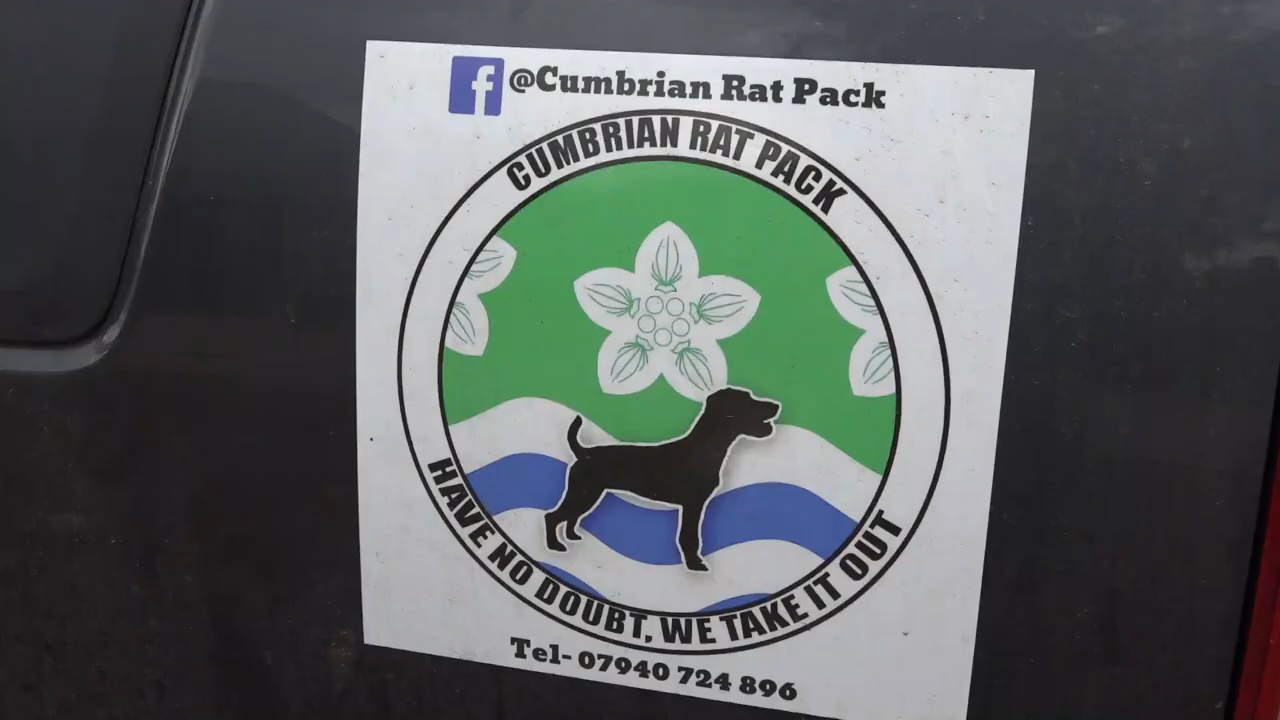 @Cumbrian Rat Pack
CUMBRIAN RAT PACK
HAVE NO DOUBT, WE TAKE IT OUT
Tel- 07940 724 896